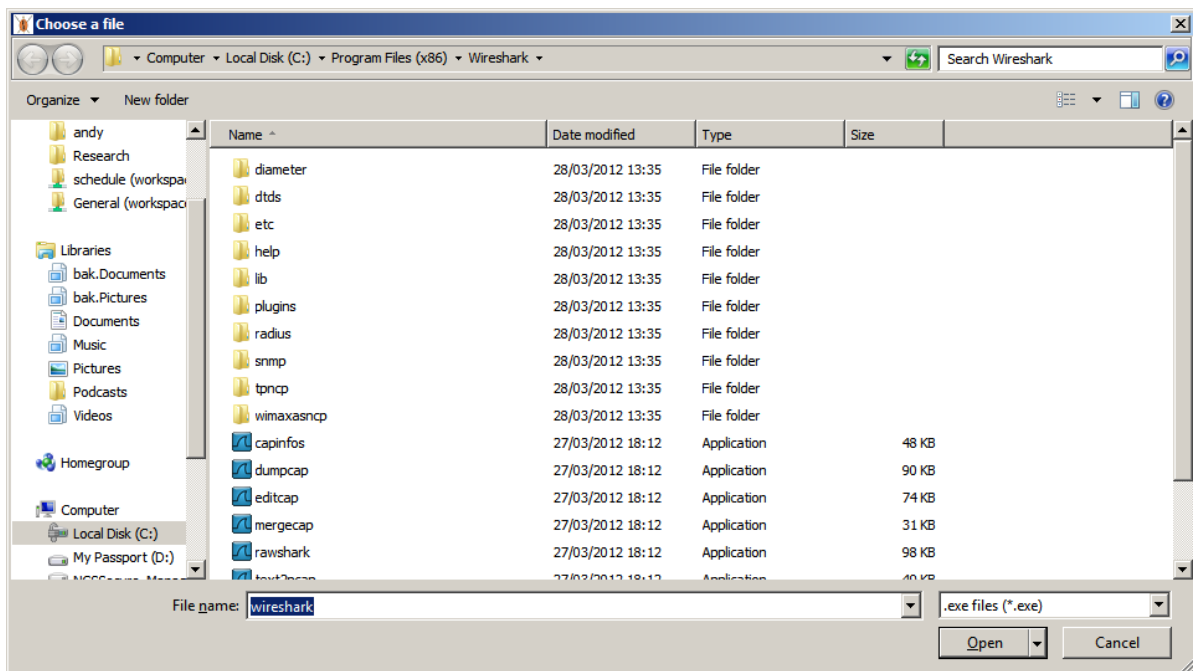 Choose a file
Computer Local Disk (C:) Program Files (x86) Wireshark
Search Wireshark
Organize New folder
andy
Research
schedule (workspa
General (workspac
Libraries
bak.Documents
bak.Pictures
Documents
Music
Pictures
Podcasts
Videos
Homegroup
Computer
Local Disk (C:)
My Passport (D:)
Name Date modified Type Size
diameter 28/03/2012 13:35 File folder
dtds 28/03/2012 13:35 File folder
etc 28/03/2012 13:35 File folder
help 28/03/2012 13:35 File folder
lib 28/03/2012 13:35 File folder
plugins 28/03/2012 13:35 File folder
radius 28/03/2012 13:35 File folder
snmp 28/03/2012 13:35 File folder
tpncp 28/03/2012 13:35 File folder
wimaxasncp 28/03/2012 13:35 File folder
capinfos 27/03/2012 18:12 Application 48 KB
dumpcap 27/03/2012 18:12 Application 90 KB
editcap 27/03/2012 18:12 Application 74 KB
mergecap 27/03/2012 18:12 Application 31 KB
rawshark 27/03/2012 18:12 Application 98 KB
text2pcap 27/03/2012 18:12 Application 40 KB
File name: wireshark
.exe files (*.exe)
Open Cancel